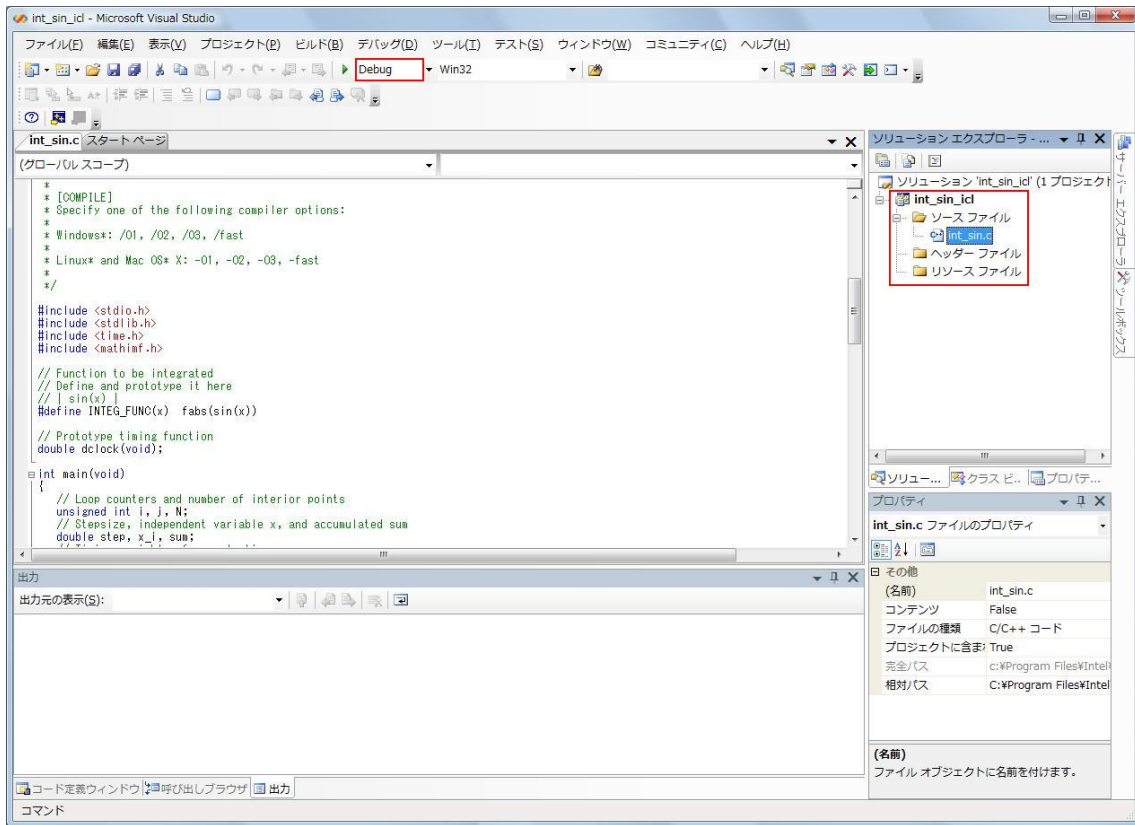 int_sin_icl - Microsoft Visual Studio
ファイル(F) 編集(E) 表示(V) プロジェクト(P) ビルド(B) デバッグ(D) ツール(T) テスト(S) ウィンドウ(W) コミュニティ(C) ヘルプ(H)
Debug Win32
int_sin.c スタート ページ
(グローバル スコープ)
*
* [COMPILE]
* Specify one of the following compiler options:
*
* Windows*: /O1, /O2, /O3, /fast
*
* Linux* and Mac OS* X: -O1, -O2, -O3, -fast
*
*/
#include <stdio.h>
#include <stdlib.h>
#include <time.h>
#include <mathimf.h>
// Function to be integrated
// Define and prototype it here
// | sin(x) |
#define INTEG_FUNC(x)  fabs(sin(x))
// Prototype timing function
double dclock(void);
int main(void)
{
// Loop counters and number of interior points
unsigned int i, j, N;
// Stepsize, independent variable x, and accumulated sum
double step, x_i, sum;
出力
出力元の表示(S):
コード定義ウィンドウ 呼び出しブラウザ 出力
コマンド
ソリューション エクスプローラ - ...
ソリューション 'int_sin_icl' (1 プロジェクト
int_sin_icl
ソース ファイル
int_sin.c
ヘッダー ファイル
リソース ファイル
ソリュー... クラス ビ... プロパテ...
プロパティ
int_sin.c ファイルのプロパティ
その他
(名前) int_sin.c
コンテンツ False
ファイルの種類 C/C++ コード
プロジェクトに含ま True
完全パス c:¥Program Files¥Intel
相対パス C:¥Program Files¥Intel
(名前)
ファイル オブジェクトに名前を付けます。
サーバー エクスプローラ
ツールボックス